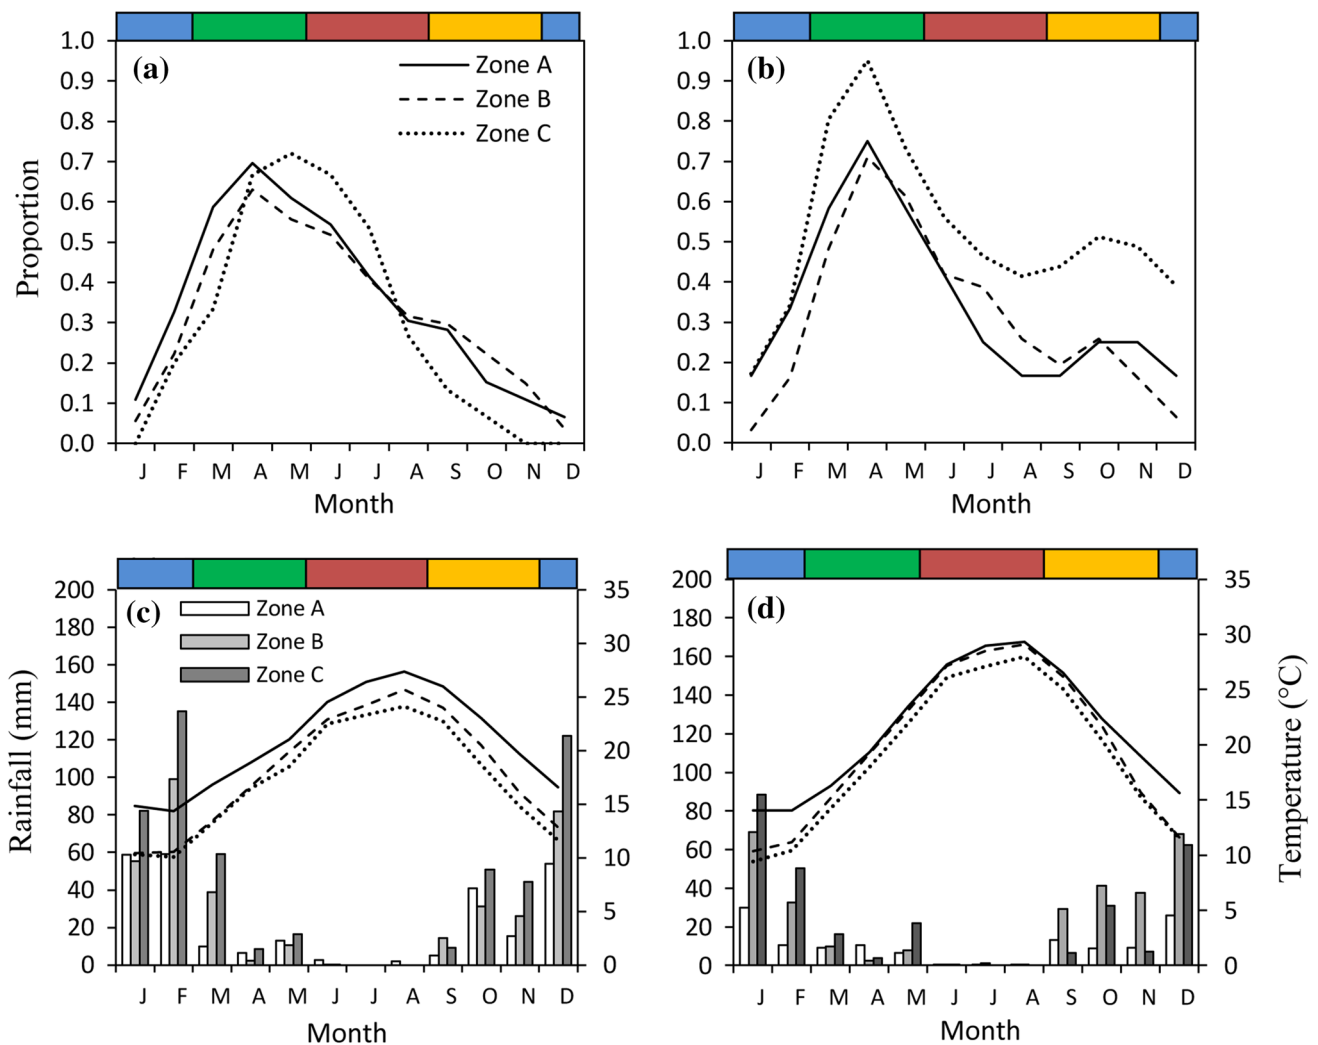 (a)
Zone A
Zone B
Zone C
1.0
0.9
0.8
0.7
0.6
0.5
0.4
0.3
0.2
0.1
0.0
Proportion
J F M A M J J A S O N D
Month
(b)
1.0
0.9
0.8
0.7
0.6
0.5
0.4
0.3
0.2
0.1
0.0
J F M A M J J A S O N D
Month
(c)
Zone A
Zone B
Zone C
200
180
160
140
120
100
80
60
40
20
0
Rainfall (mm)
35
30
25
20
15
10
5
0
J F M A M J J A S O N D
Month
(d)
200
180
160
140
120
100
80
60
40
20
0
35
30
25
20
15
10
5
0
Temperature (°C)
J F M A M J J A S O N D
Month